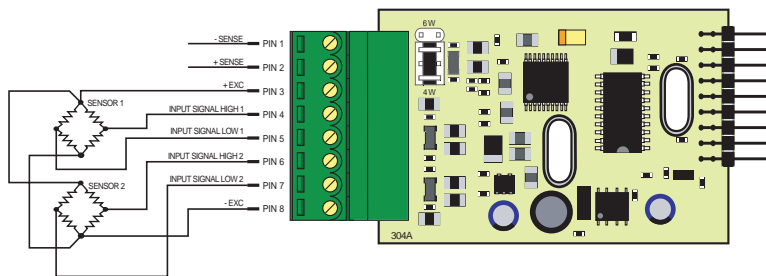 - SENSE PIN 1
+ SENSE PIN 2
+ EXC PIN 3
SENSOR 1
INPUT SIGNAL HIGH 1 PIN 4
INPUT SIGNAL LOW 1 PIN 5
INPUT SIGNAL HIGH 2 PIN 6
SENSOR 2
INPUT SIGNAL LOW 2 PIN 7
- EXC PIN 8
6W
4W
304A